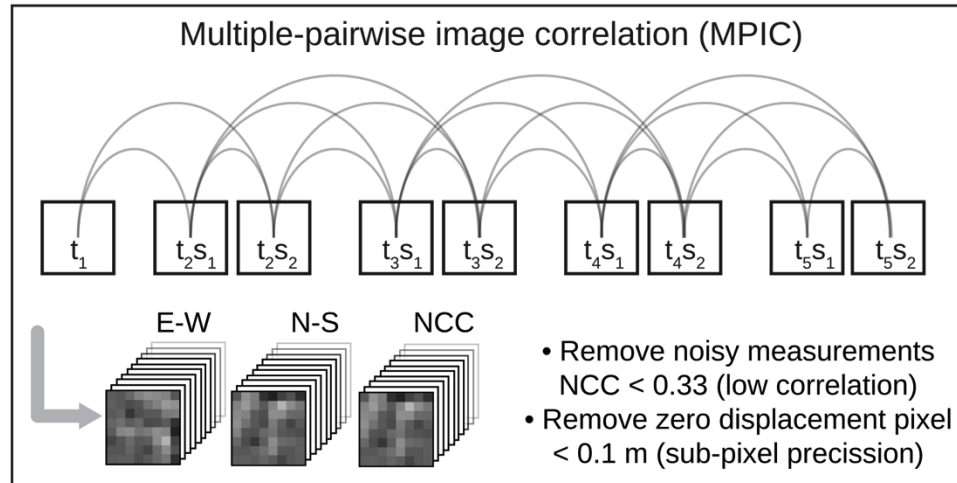 Multiple-pairwise image correlation (MPIC)
t₁ t₂s₁ t₂s₂ t₃s₁ t₃s₂ t₄s₁ t₄s₂ t₅s₁ t₅s₂
E-W N-S NCC
• Remove noisy measurements
NCC < 0.33 (low correlation)
• Remove zero displacement pixel
< 0.1 m (sub-pixel precission)